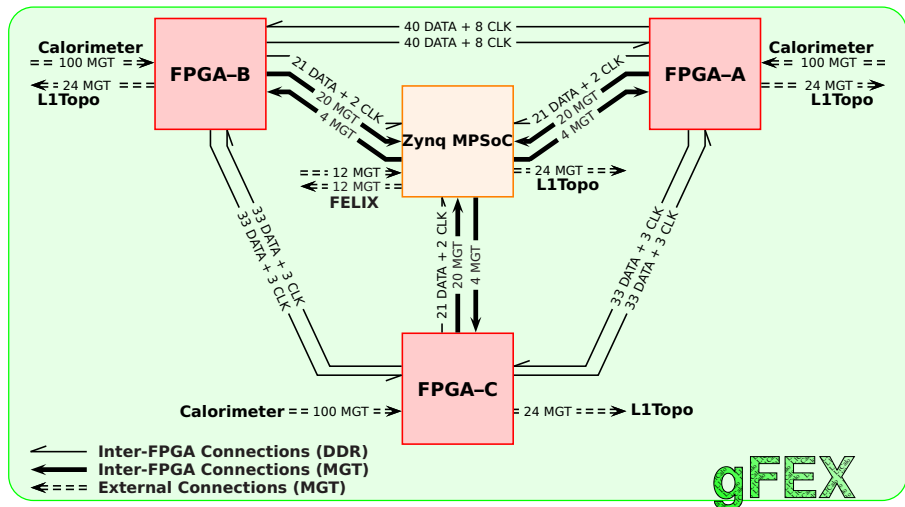 40 DATA + 8 CLK
40 DATA + 8 CLK
Calorimeter
100 MGT
24 MGT
L1Topo
FPGA–B
21 DATA + 2 CLK
20 MGT
4 MGT
21 DATA + 2 CLK
20 MGT
4 MGT
FPGA–A
Calorimeter
100 MGT
24 MGT
L1Topo
Zynq MPSoC
12 MGT
12 MGT
FELIX
24 MGT
L1Topo
33 DATA + 3 CLK
33 DATA + 3 CLK
21 DATA + 2 CLK
20 MGT
4 MGT
33 DATA + 3 CLK
33 DATA + 3 CLK
FPGA–C
Calorimeter
100 MGT
24 MGT
L1Topo
Inter-FPGA Connections (DDR)
Inter-FPGA Connections (MGT)
External Connections (MGT)
gFEX